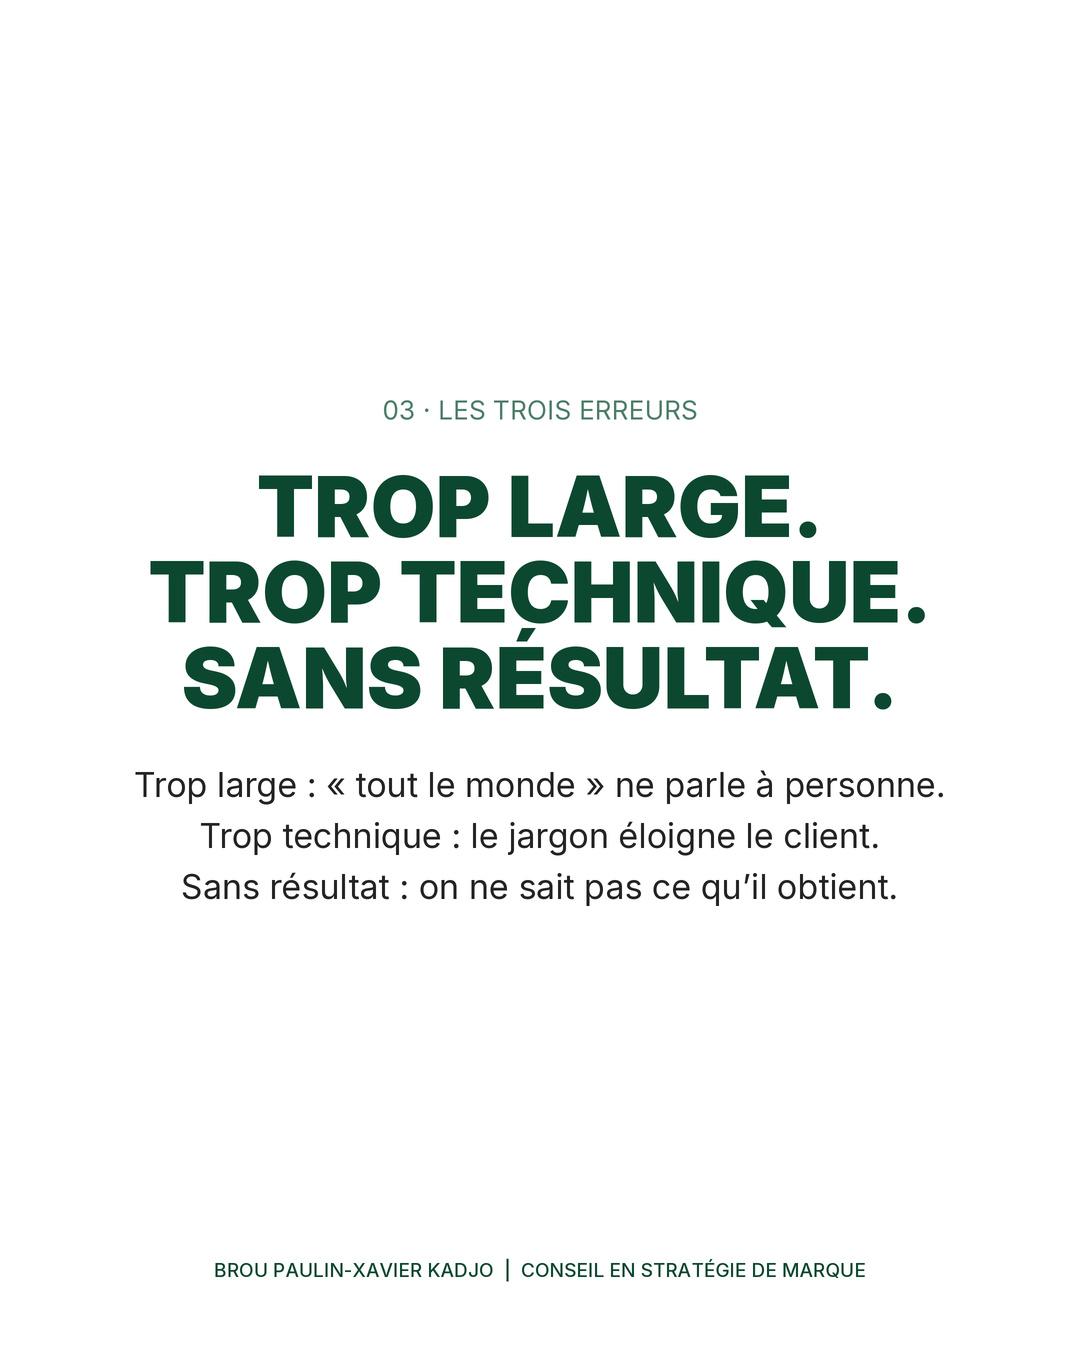 03 · LES TROIS ERREURS
TROP LARGE.
TROP TECHNIQUE.
SANS RÉSULTAT.
Trop large : « tout le monde » ne parle à personne.
Trop technique : le jargon éloigne le client.
Sans résultat : on ne sait pas ce qu’il obtient.
BROU PAULIN-XAVIER KADJO | CONSEIL EN STRATÉGIE DE MARQUE